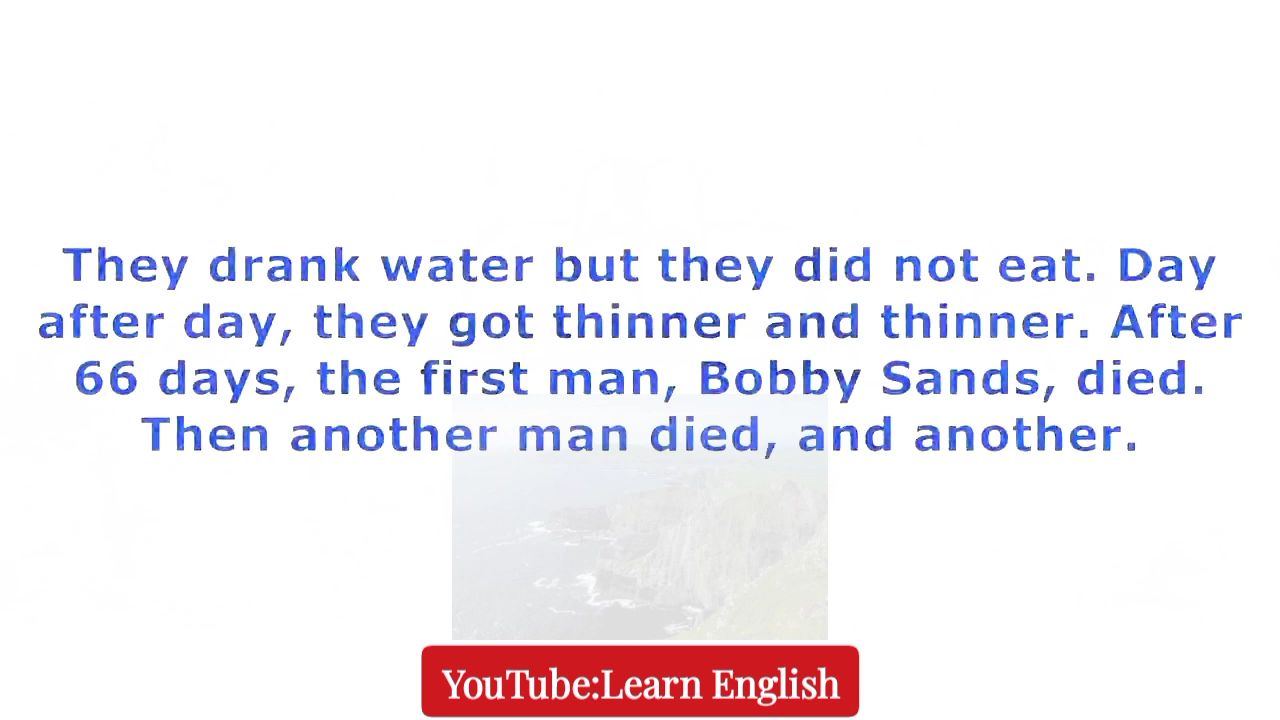 They drank water but they did not eat. Day
after day, they got thinner and thinner. After
66 days, the first man, Bobby Sands, died.
Then another man died, and another.
YouTube:Learn English